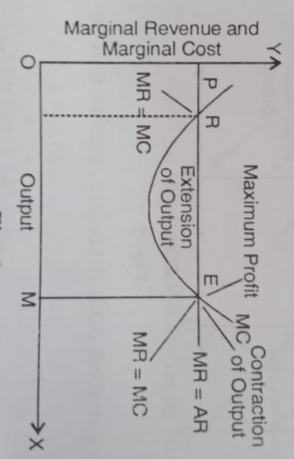 Y
Marginal Revenue and
Marginal Cost
O
P
R
MR = MC
Extension
of Output
Maximum Profit
E
MC
Contraction
of Output
MR = AR
MR = MC
Output
M
X